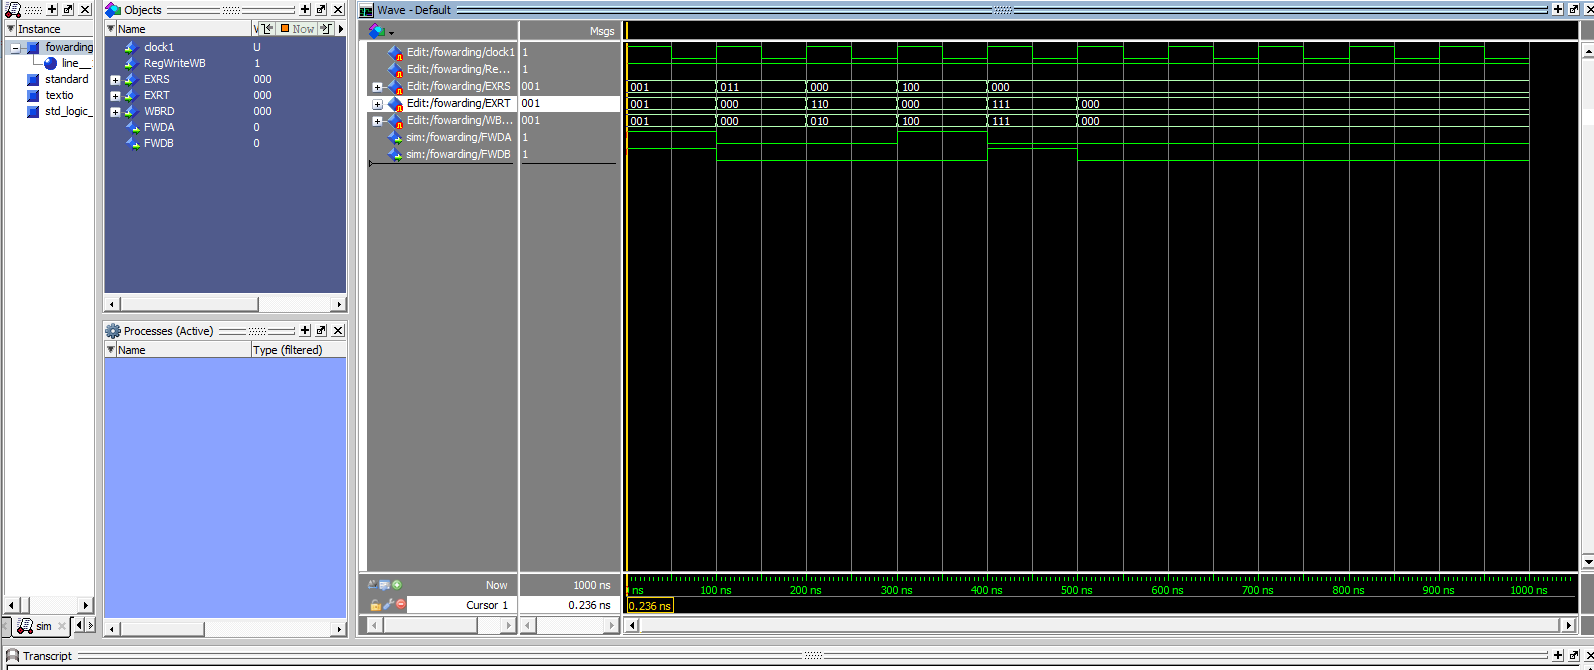 Instance
fowarding
line__
standard
textio
std_logic_
sim
Objects
Name
Now
clock1 U
RegWriteWB 1
EXRS 000
EXRT 000
WBRD 000
FWDA 0
FWDB 0
Processes (Active)
Name Type (filtered)
Wave - Default
Msgs
Edit:/fowarding/clock1 1
Edit:/fowarding/Re... 1
Edit:/fowarding/EXRS 001 001 011 000 100 000
Edit:/fowarding/EXRT 001 001 000 110 000 111 000
Edit:/fowarding/WB... 001 001 000 010 100 111 000
sim:/fowarding/FWDA 1
sim:/fowarding/FWDB 1
Now 1000 ns ns 100 ns 200 ns 300 ns 400 ns 500 ns 600 ns 700 ns 800 ns 900 ns 1000 ns
Cursor 1 0.236 ns 0.236 ns
Transcript